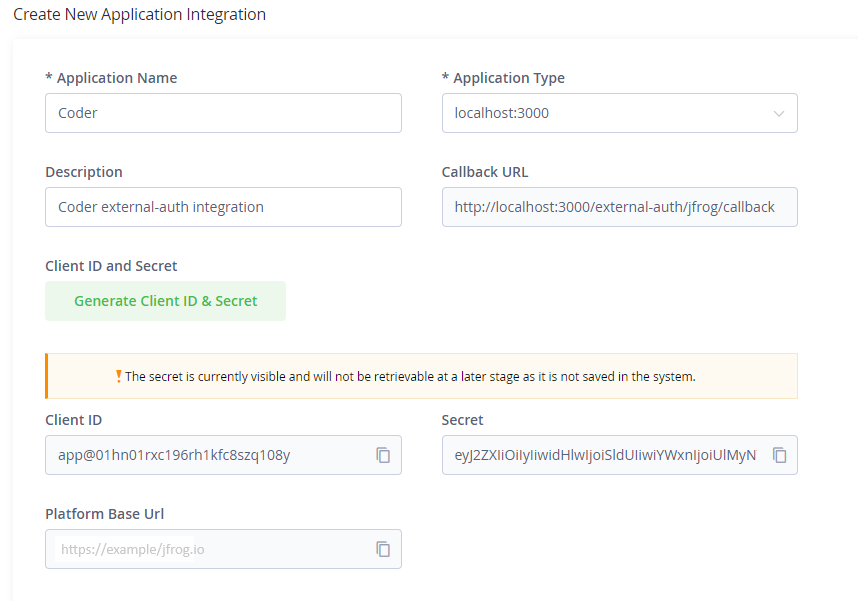 Create New Application Integration
* Application Name
* Application Type
Coder
localhost:3000
Description
Callback URL
Coder external-auth integration
http://localhost:3000/external-auth/jfrog/callback
Client ID and Secret
Generate Client ID & Secret
! The secret is currently visible and will not be retrievable at a later stage as it is not saved in the system.
Client ID
Secret
app@01hn01rxc196rh1kfc8szq108y
eyJ2ZXIiOiIyIiwidHlwIjoiSldUIiwiYWxnIjoiUlMyN
Platform Base Url
https://example/jfrog.io